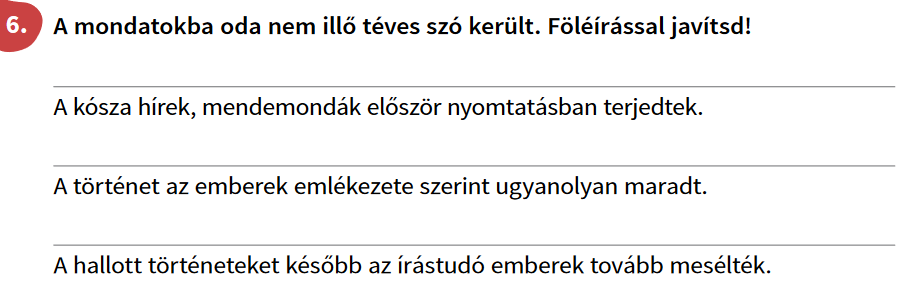 6. A mondatokba oda nem illő téves szó került. Föléírással javítsd!
A kósza hírek, mendemondák először nyomtatásban terjedtek.
A történet az emberek emlékezete szerint ugyanolyan maradt.
A hallott történeteket később az írástudó emberek tovább mesélték.